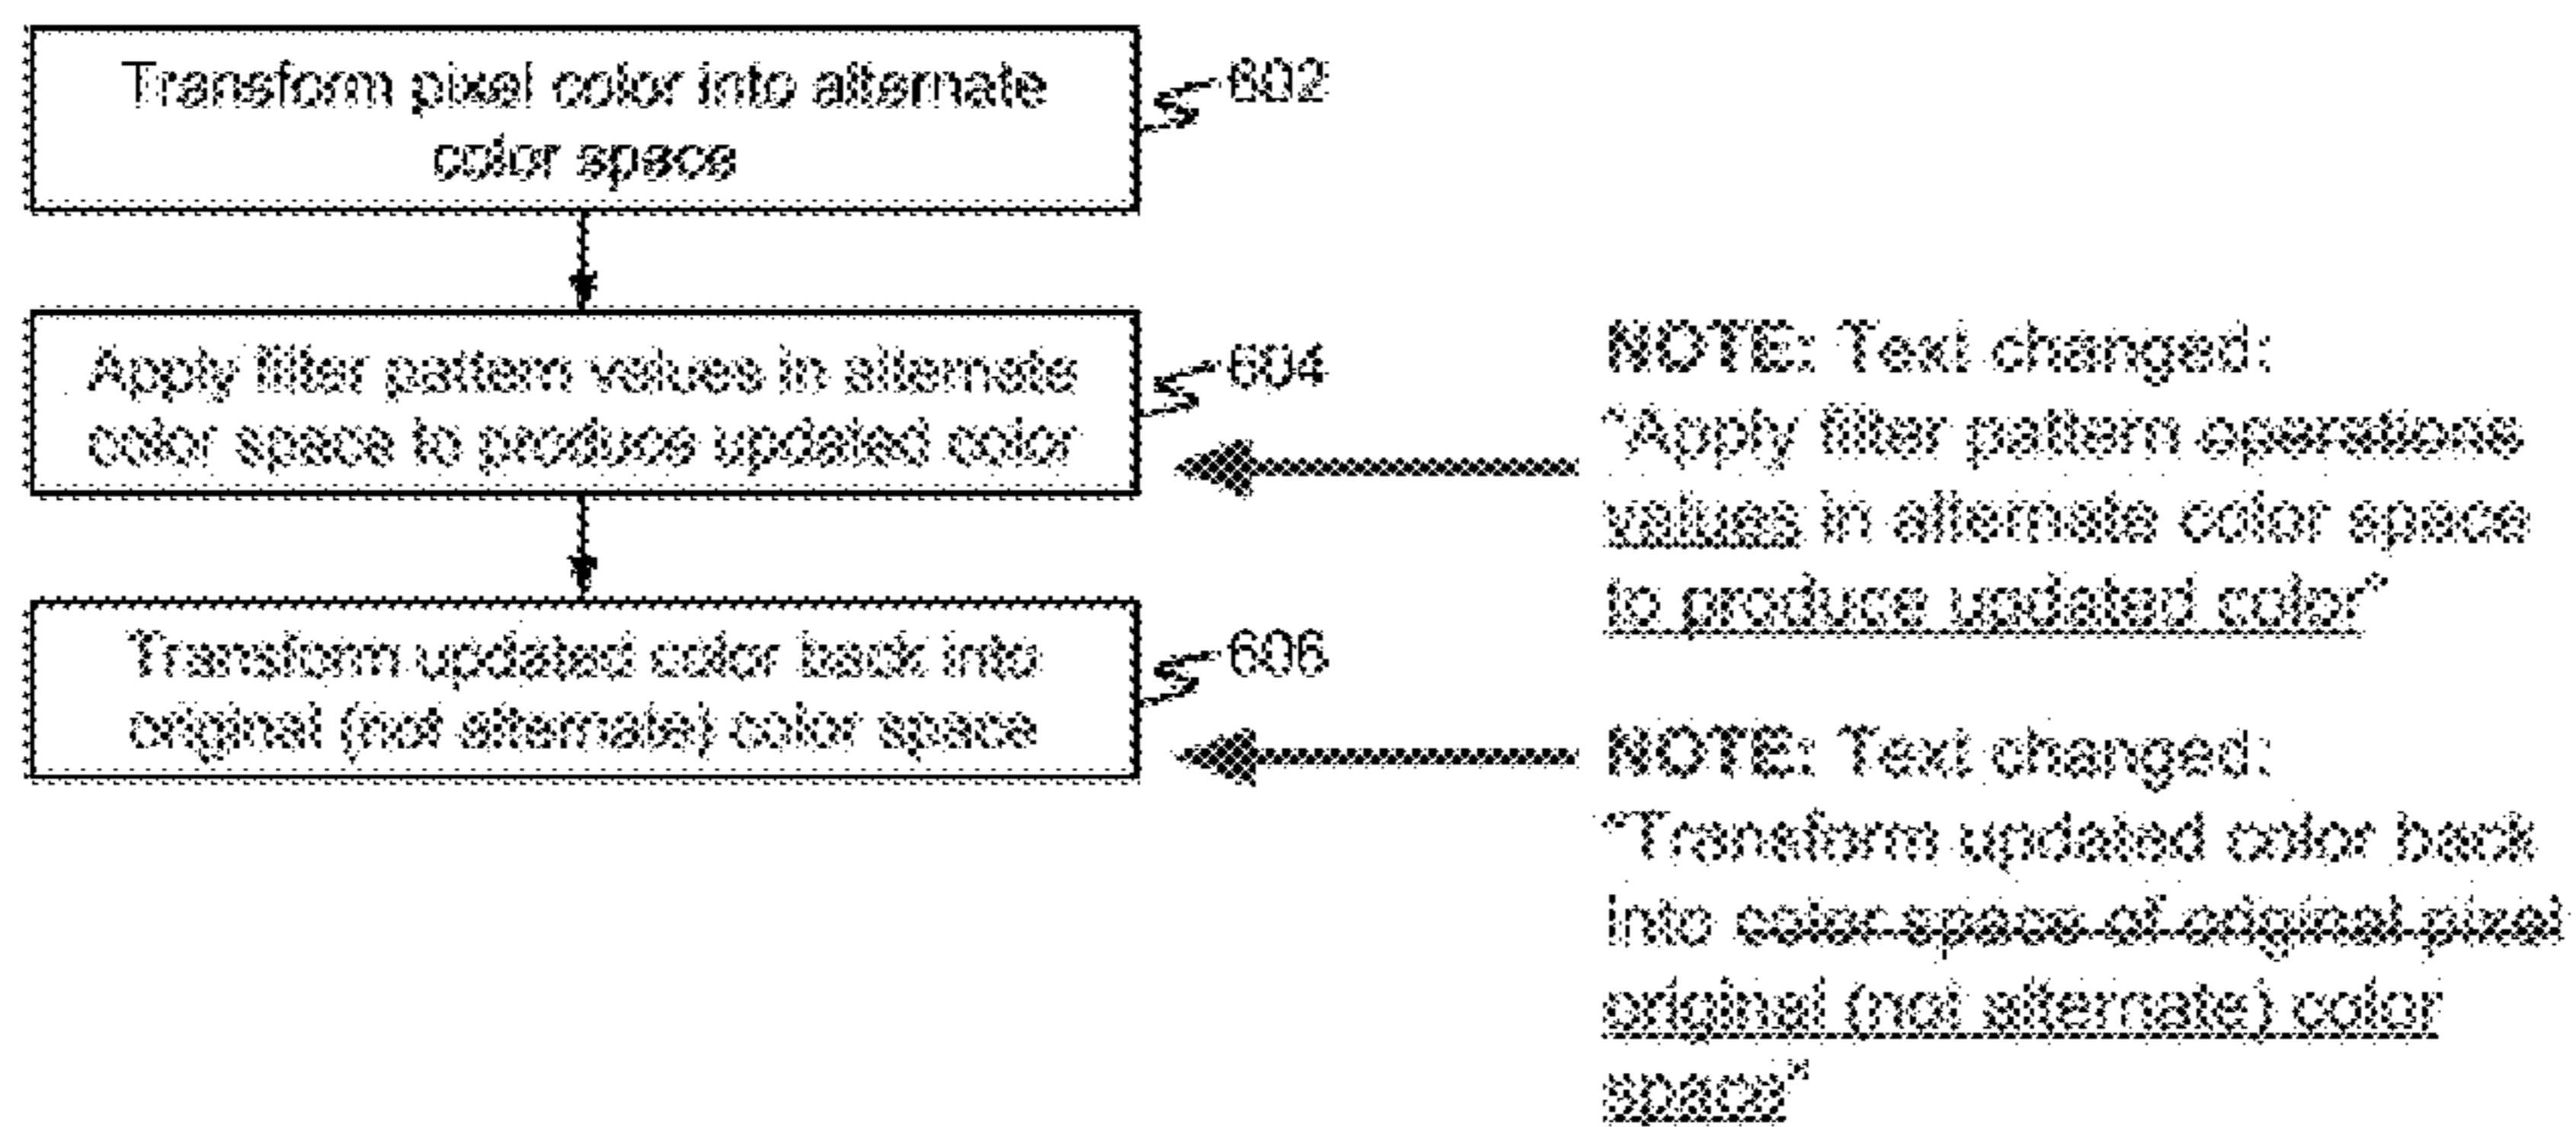 Transform pixel color into alternate
color space
602
Apply filter pattern values in alternate
color space to produce updated color
604
Transform updated color back into
original (not alternate) color space
606
NOTE: Text changed:
"Apply filter pattern operations
values in alternate color space
to produce updated color"
NOTE: Text changed:
"Transform updated color back
into color space of original pixel
original (not alternate) color
space"